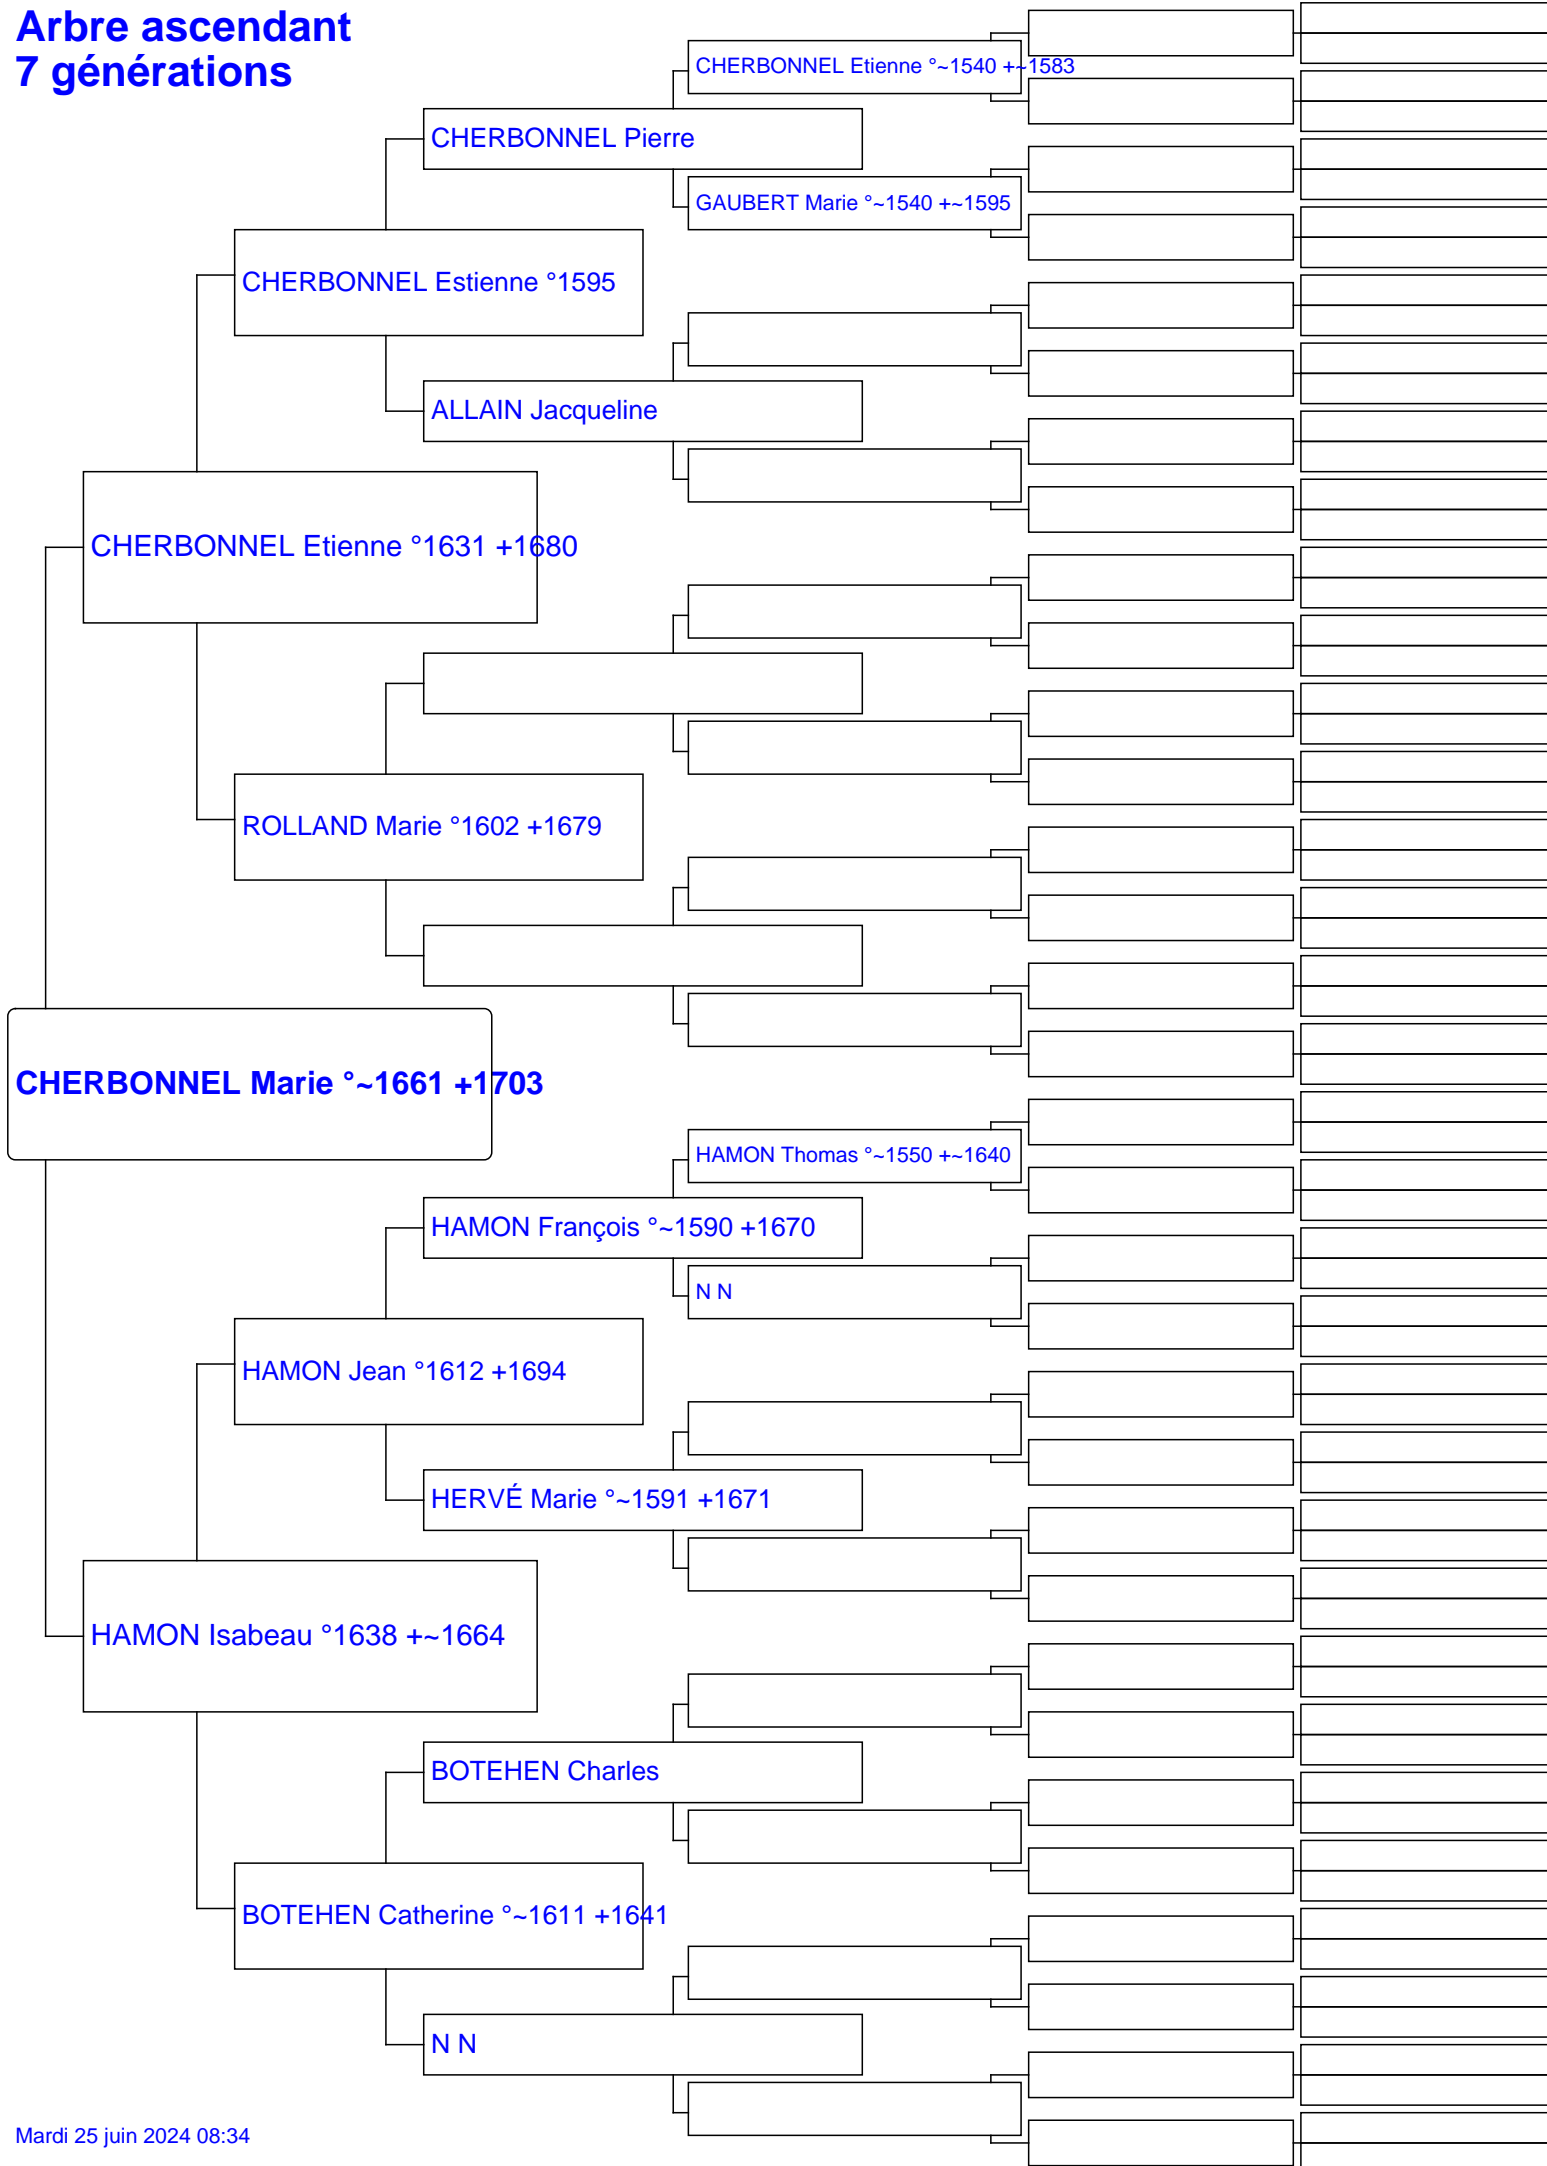 Arbre ascendant
7 générations
CHERBONNEL Etienne °~1540 +~1583
CHERBONNEL Pierre
GAUBERT Marie °~1540 +~1595
CHERBONNEL Estienne °1595
ALLAIN Jacqueline
CHERBONNEL Etienne °1631 +1680
ROLLAND Marie °1602 +1679
CHERBONNEL Marie °~1661 +1703
HAMON Thomas °~1550 +~1640
HAMON François °~1590 +1670
N N
HAMON Jean °1612 +1694
HERVÉ Marie °~1591 +1671
HAMON Isabeau °1638 +~1664
BOTEHEN Charles
BOTEHEN Catherine °~1611 +1641
N N
Mardi 25 juin 2024 08:34